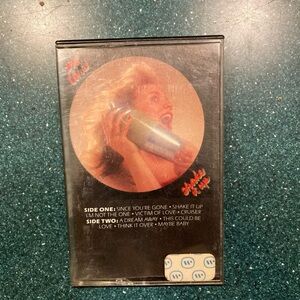 SIDE ONE: SINCE YOU'RE GONE • SHAKE IT UP
I'M NOT THE ONE • VICTIM OF LOVE • CRUISER
SIDE TWO: A DREAM AWAY • THIS COULD BE
LOVE • THINK IT OVER • MAYBE BABY